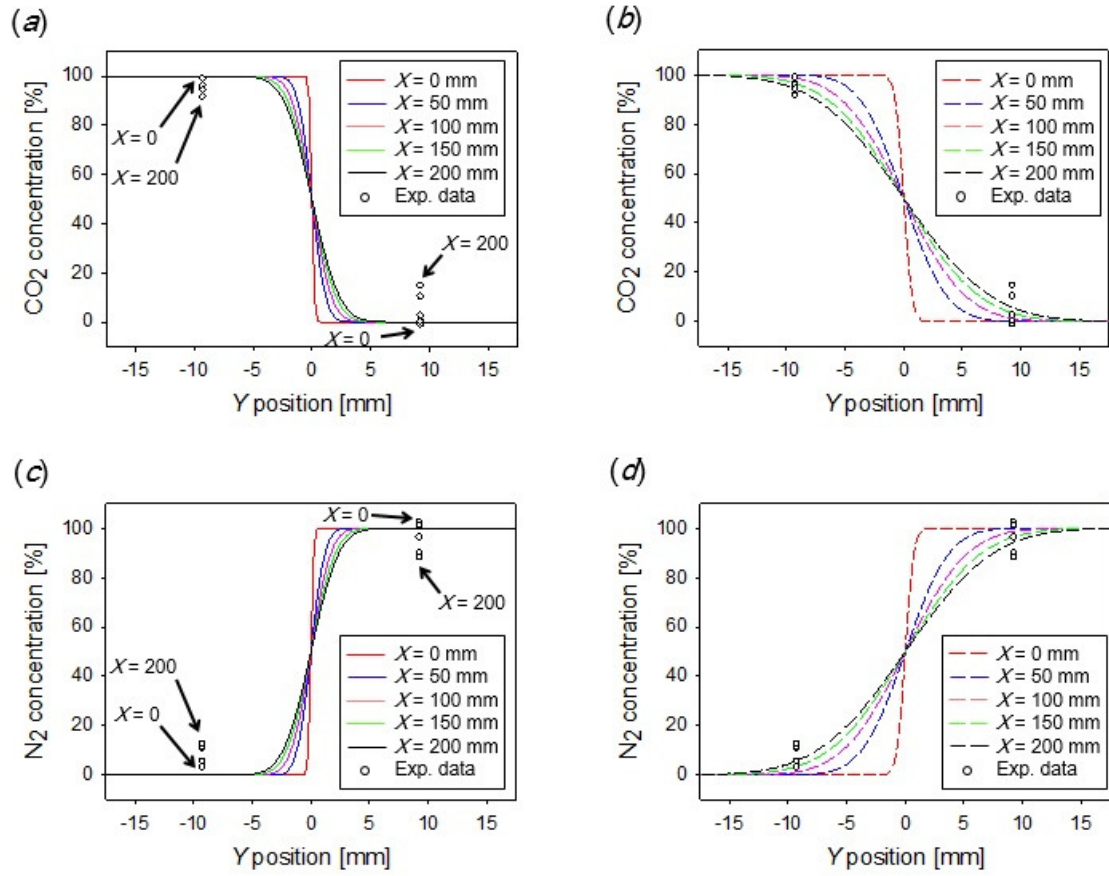 (a)
CO2 concentration [%]
100
80
60
40
20
0
-15 -10 -5 0 5 10 15
Y position [mm]
X = 0 mm
X = 50 mm
X = 100 mm
X = 150 mm
X = 200 mm
Exp. data
X = 0
X = 200
X = 200
X = 0
(b)
CO2 concentration [%]
100
80
60
40
20
0
-15 -10 -5 0 5 10 15
Y position [mm]
X = 0 mm
X = 50 mm
X = 100 mm
X = 150 mm
X = 200 mm
Exp. data
(c)
N2 concentration [%]
100
80
60
40
20
0
-15 -10 -5 0 5 10 15
Y position [mm]
X = 0
X = 200
X = 200
X = 0
X = 0 mm
X = 50 mm
X = 100 mm
X = 150 mm
X = 200 mm
Exp. data
(d)
N2 concentration [%]
100
80
60
40
20
0
-15 -10 -5 0 5 10 15
Y position [mm]
X = 0 mm
X = 50 mm
X = 100 mm
X = 150 mm
X = 200 mm
Exp. data